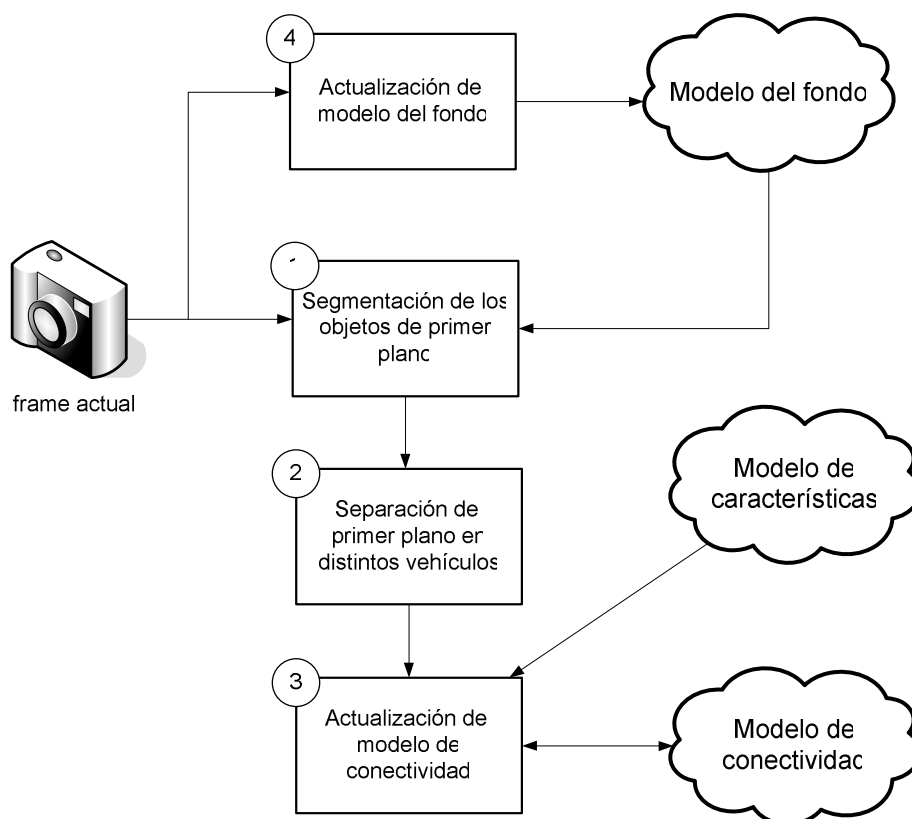 4
Actualización de
modelo del fondo
Modelo del fondo
Segmentación de los
objetos de primer
plano
frame actual
2
Separación de
primer plano en
distintos vehículos
Modelo de
características
3
Actualización de
modelo de
conectividad
Modelo de
conectividad